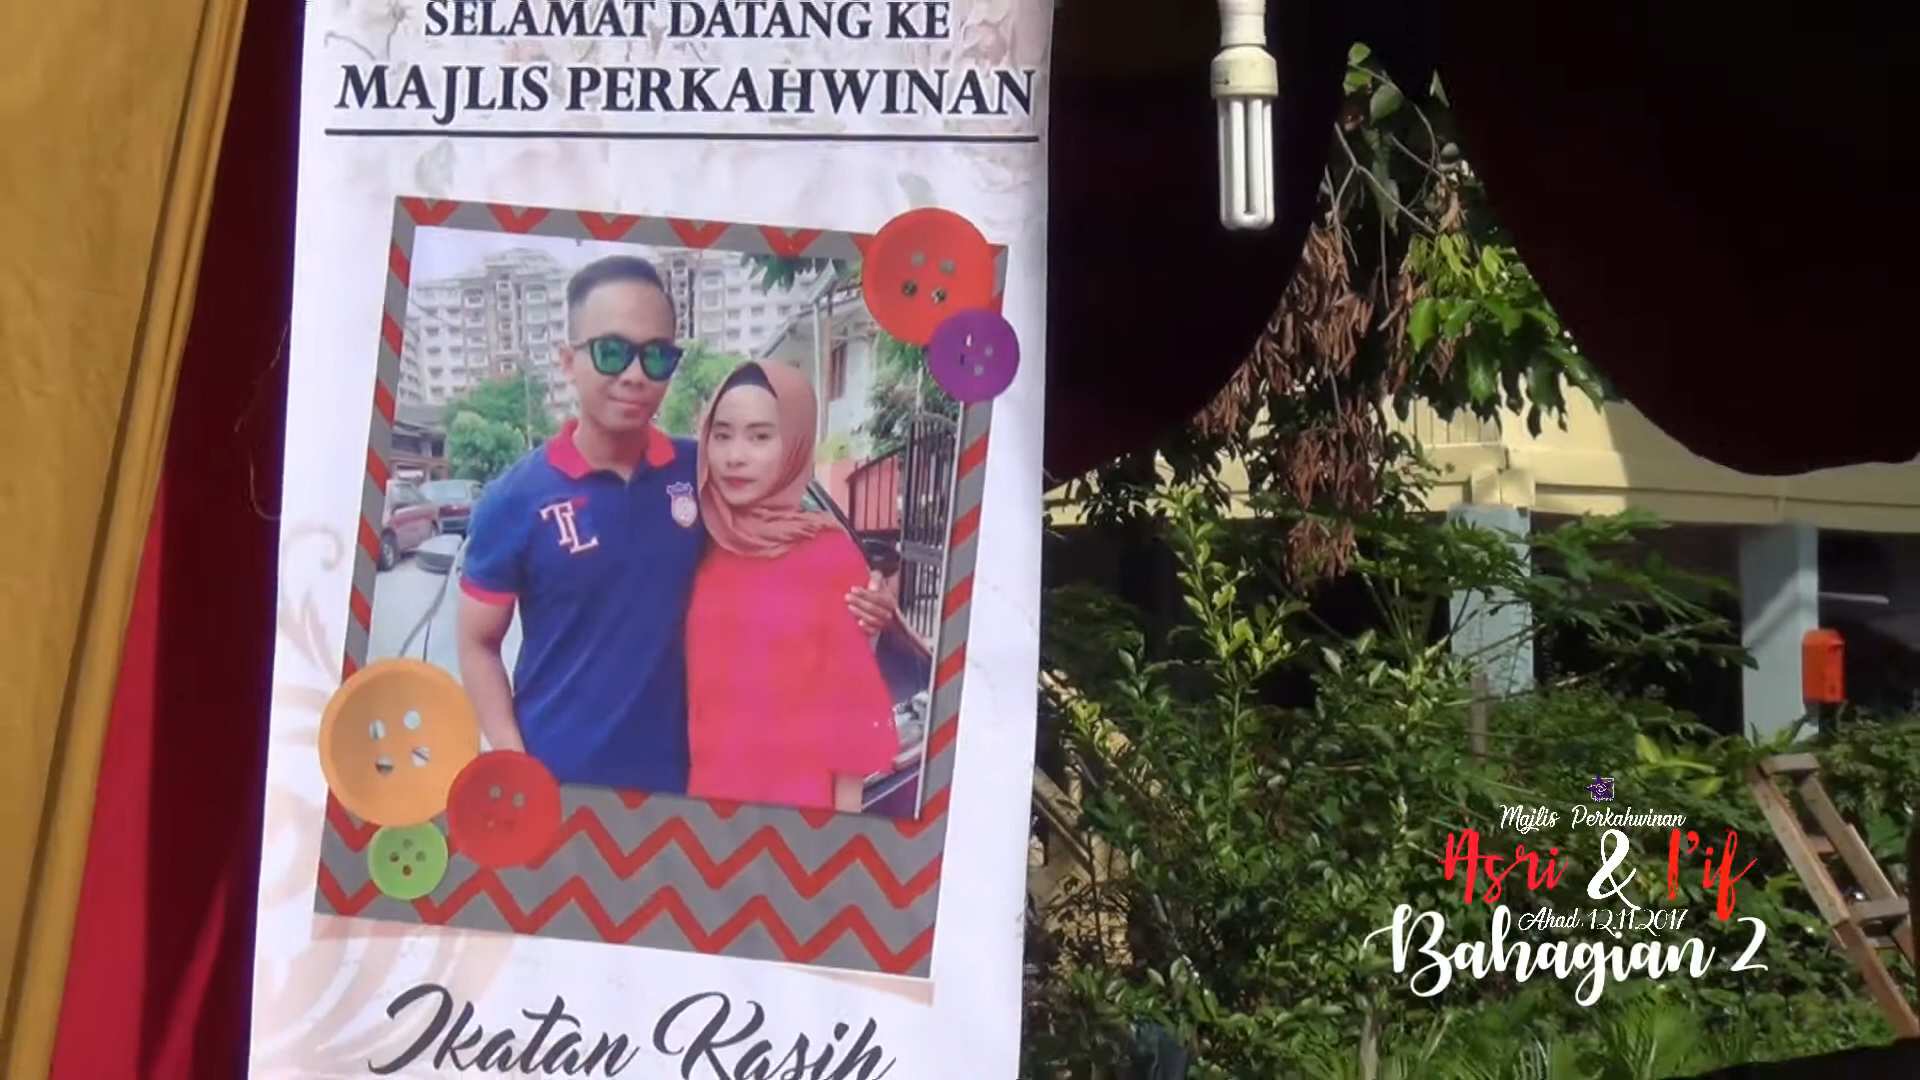 SELAMAT DATANG KE
MAJLIS PERKAHWINAN
TL
Ikatan Kasih
Majlis Perkahwinan
Asri & I'if
Ahad, 12.11.2017
Bahagian 2